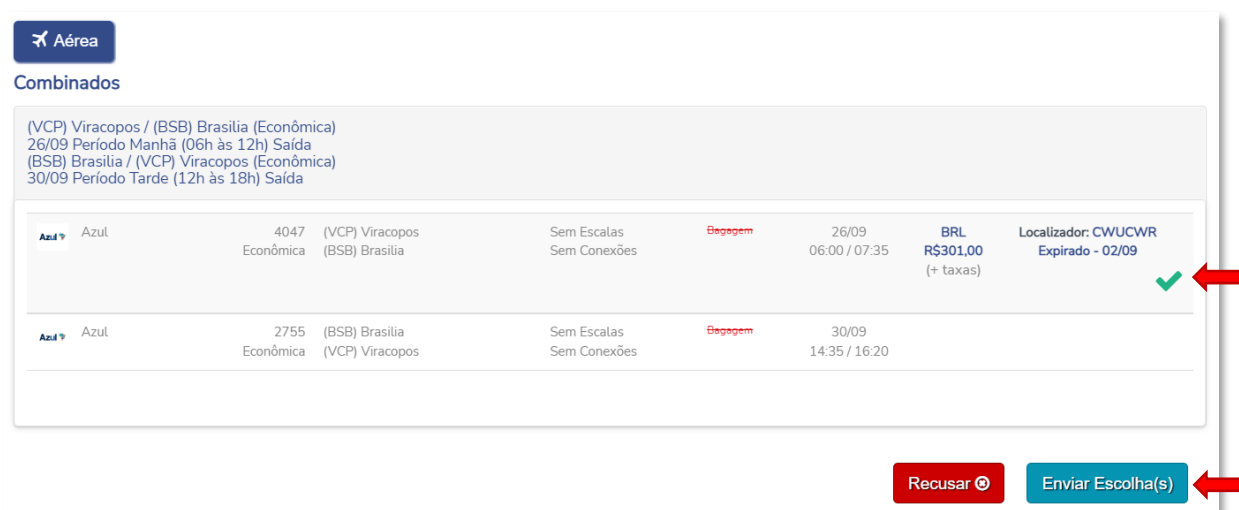 Aérea
Combinados
(VCP) Viracopos / (BSB) Brasilia (Econômica)
26/09 Período Manhã (06h às 12h) Saída
(BSB) Brasilia / (VCP) Viracopos (Econômica)
30/09 Período Tarde (12h às 18h) Saída
Azul Azul 4047 (VCP) Viracopos Sem Escalas Bagagem 26/09 BRL Localizador: CWUCWR
Econômica (BSB) Brasilia Sem Conexões 06:00 / 07:35 R$301,00 Expirado - 02/09
(+ taxas)
Azul Azul 2755 (BSB) Brasilia Sem Escalas Bagagem 30/09
Econômica (VCP) Viracopos Sem Conexões 14:35 / 16:20
Recusar Enviar Escolha(s)